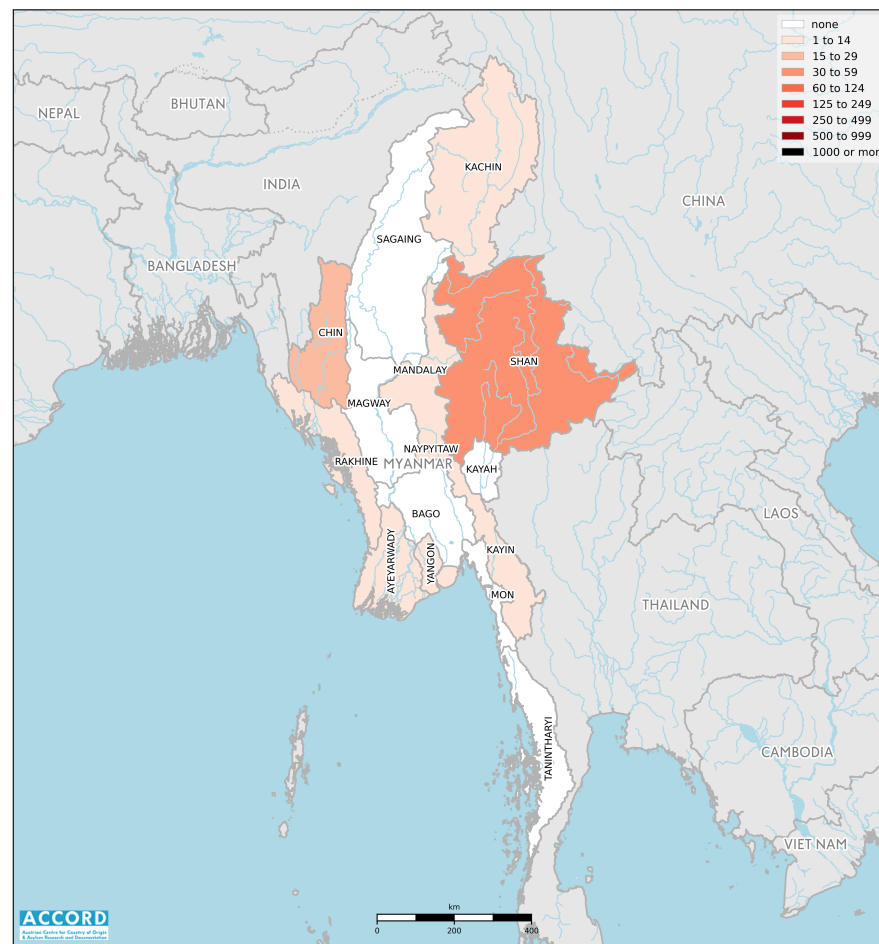 none
1 to 14
15 to 29
30 to 59
60 to 124
125 to 249
250 to 499
500 to 999
1000 or mor
NEPAL
BHUTAN
INDIA
BANGLADESH
CHINA
KACHIN
SAGAING
CHIN
SHAN
MANDALAY
MAGWAY
NAYPYITAW
RAKHINE
MYANMAR
KAYAH
BAGO
LAOS
AYEYARWADY
YANGON
KAYIN
MON
THAILAND
TANINTHARYI
CAMBODIA
VIET NAM
km
0 200 400
ACCORD
Austrian Centre for Country of Origin
& Asylum Research and Documentation